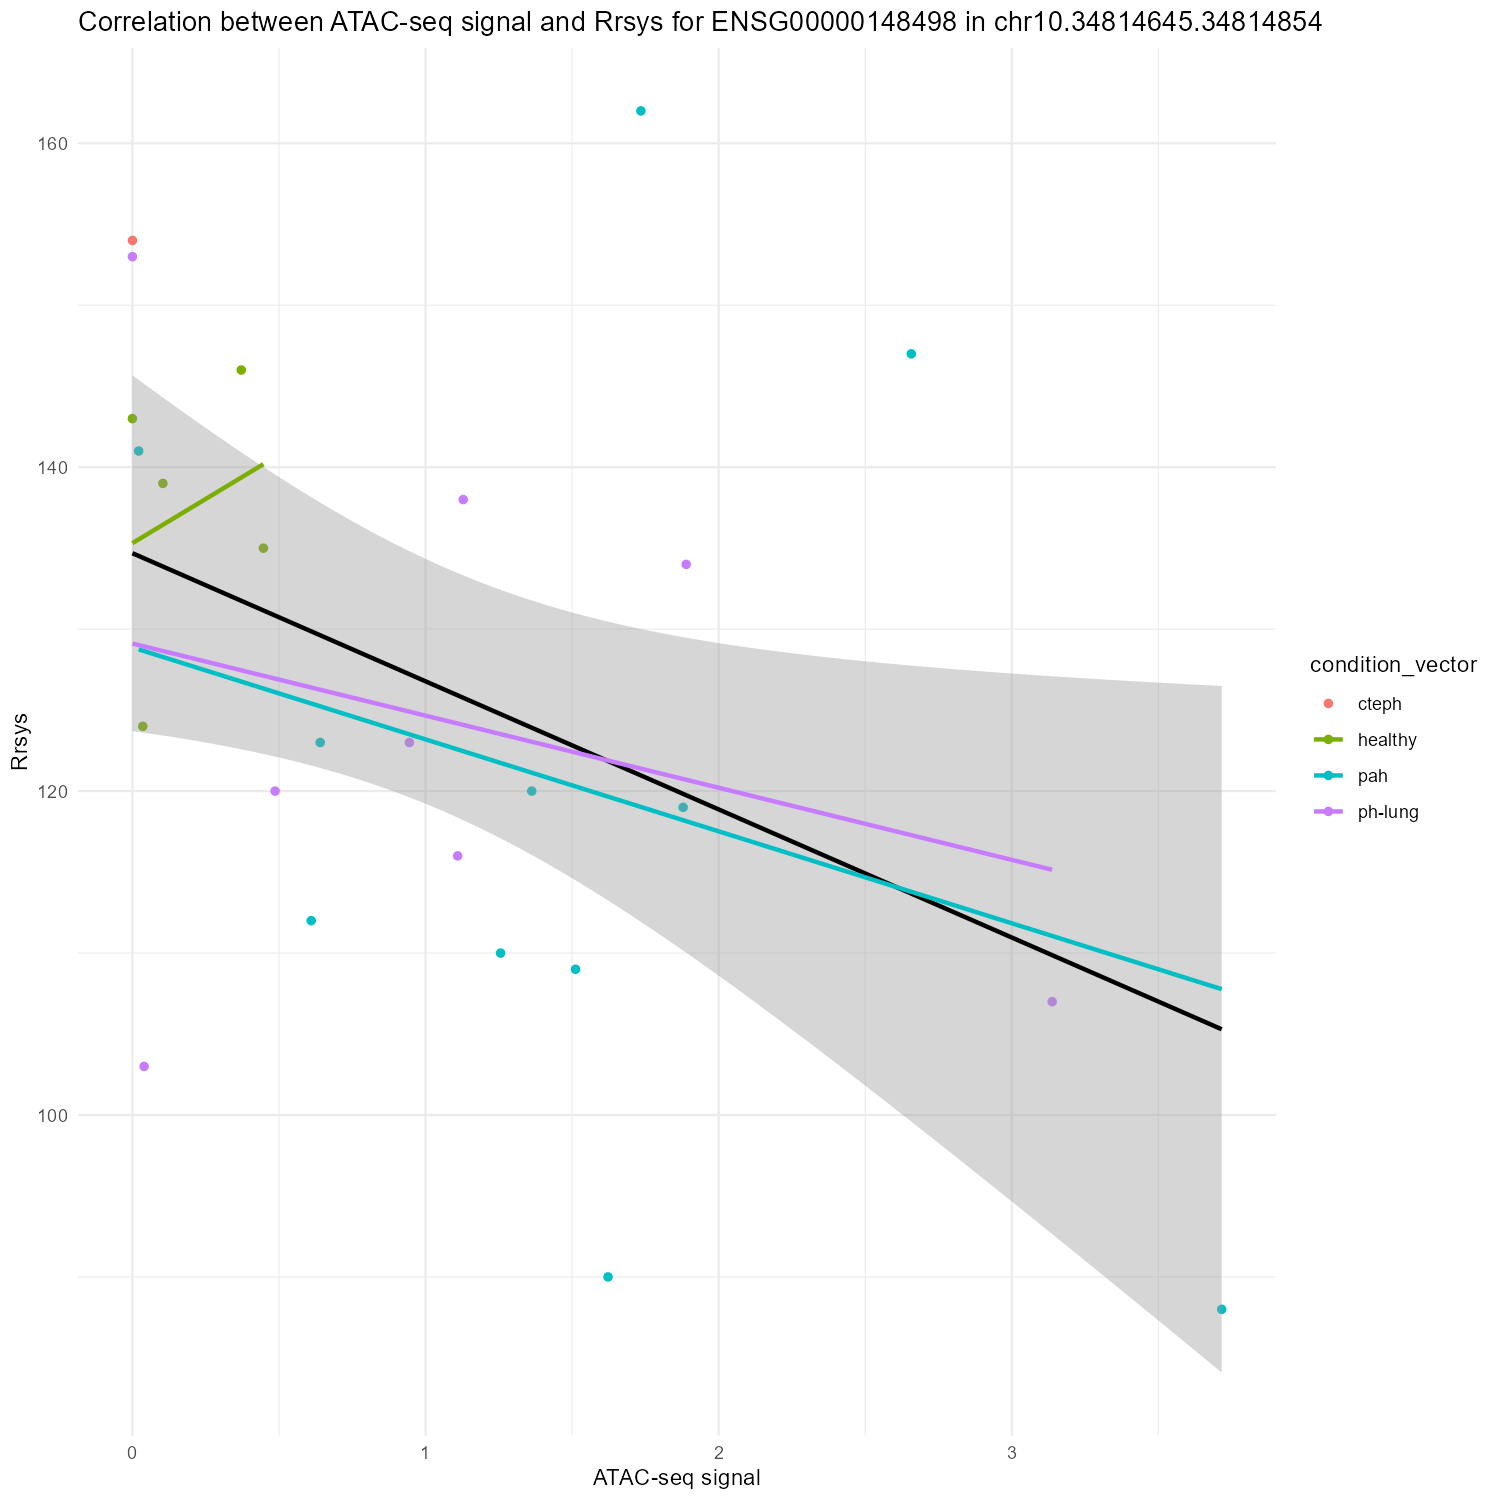 Correlation between ATAC-seq signal and Rrsys for ENSG00000148498 in chr10.34814645.34814854
160
140
120
100
Rrsys
0 1 2 3
ATAC-seq signal
condition_vector
cteph
healthy
pah
ph-lung